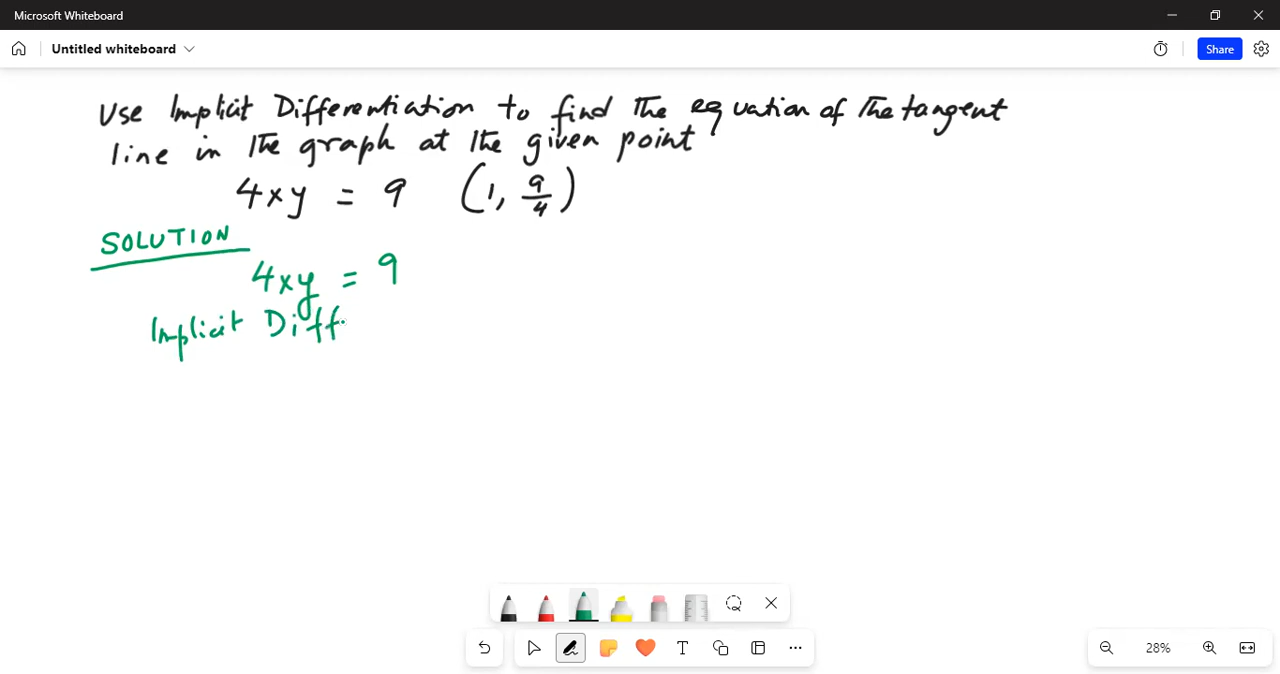 Microsoft Whiteboard
Untitled whiteboard
Share
Use Implicit Differentiation to find the equation of the tangent
line in the graph at the given point
4xy = 9 (1, 9/4)
SOLUTION
4xy = 9
Implicit Diff
T
28%